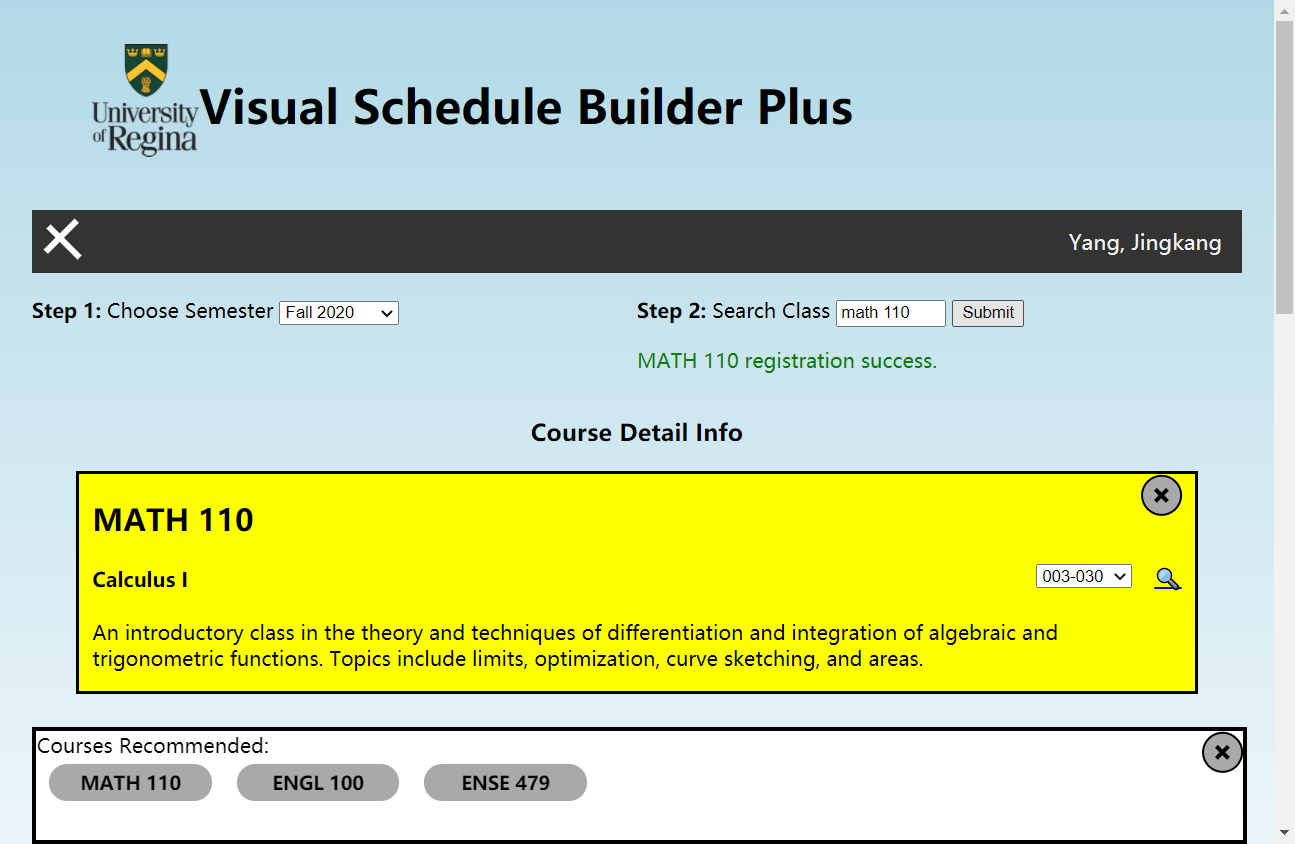 University
of Regina
Visual Schedule Builder Plus
Yang, Jingkang
Step 1: Choose Semester Fall 2020
Step 2: Search Class math 110 Submit
MATH 110 registration success.
Course Detail Info
MATH 110
Calculus I
003-030
An introductory class in the theory and techniques of differentiation and integration of algebraic and
trigonometric functions. Topics include limits, optimization, curve sketching, and areas.
Courses Recommended:
MATH 110 ENGL 100 ENSE 479